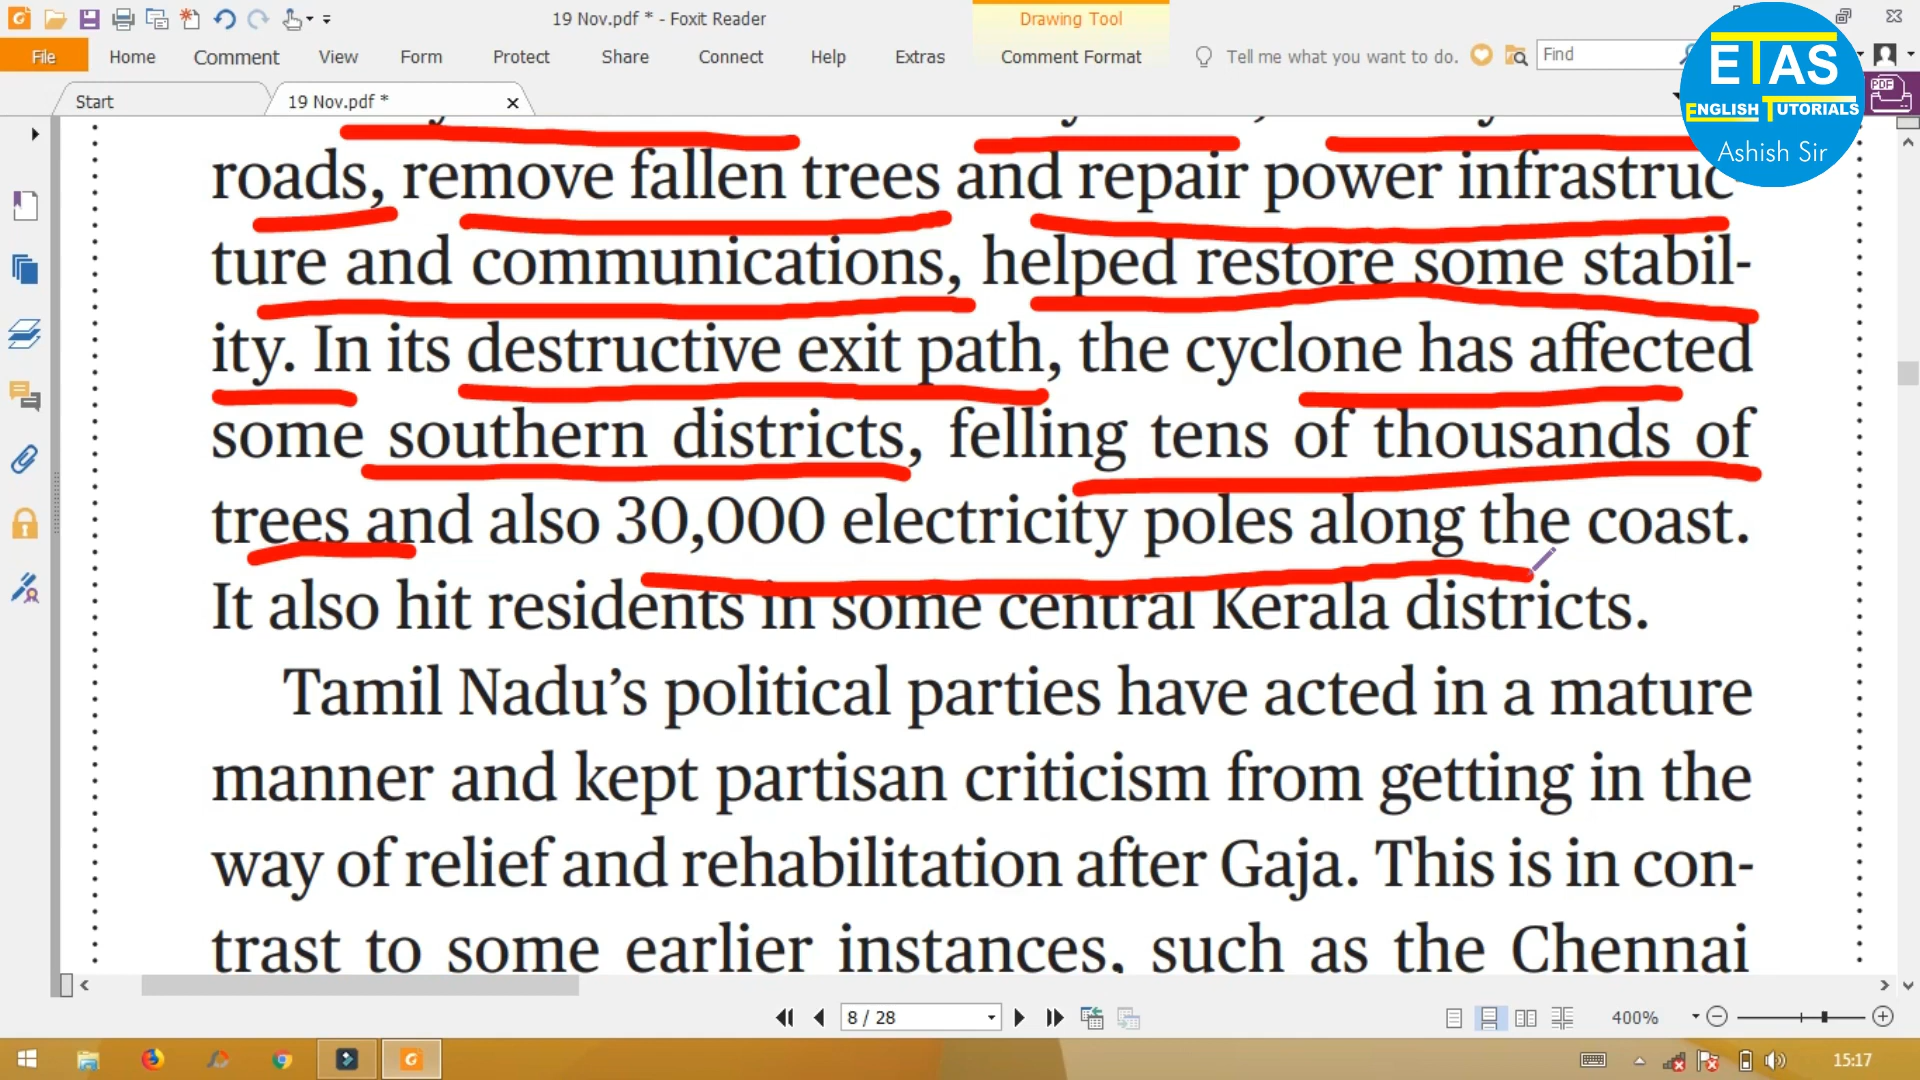 19 Nov.pdf * - Foxit Reader
Drawing Tool
File
Home
Comment
View
Form
Protect
Share
Connect
Help
Extras
Comment Format
Tell me what you want to do.
Find
Start
19 Nov.pdf *
ETAS
ENGLISH TUTORIALS
Ashish Sir
PDF
roads, remove fallen trees and repair power infrastruc-
ture and communications, helped restore some stabil-
ity. In its destructive exit path, the cyclone has affected
some southern districts, felling tens of thousands of
trees and also 30,000 electricity poles along the coast.
It also hit residents in some central Kerala districts.
Tamil Nadu's political parties have acted in a mature
manner and kept partisan criticism from getting in the
way of relief and rehabilitation after Gaja. This is in con-
trast to some earlier instances, such as the Chennai
8 / 28
400%
15:17